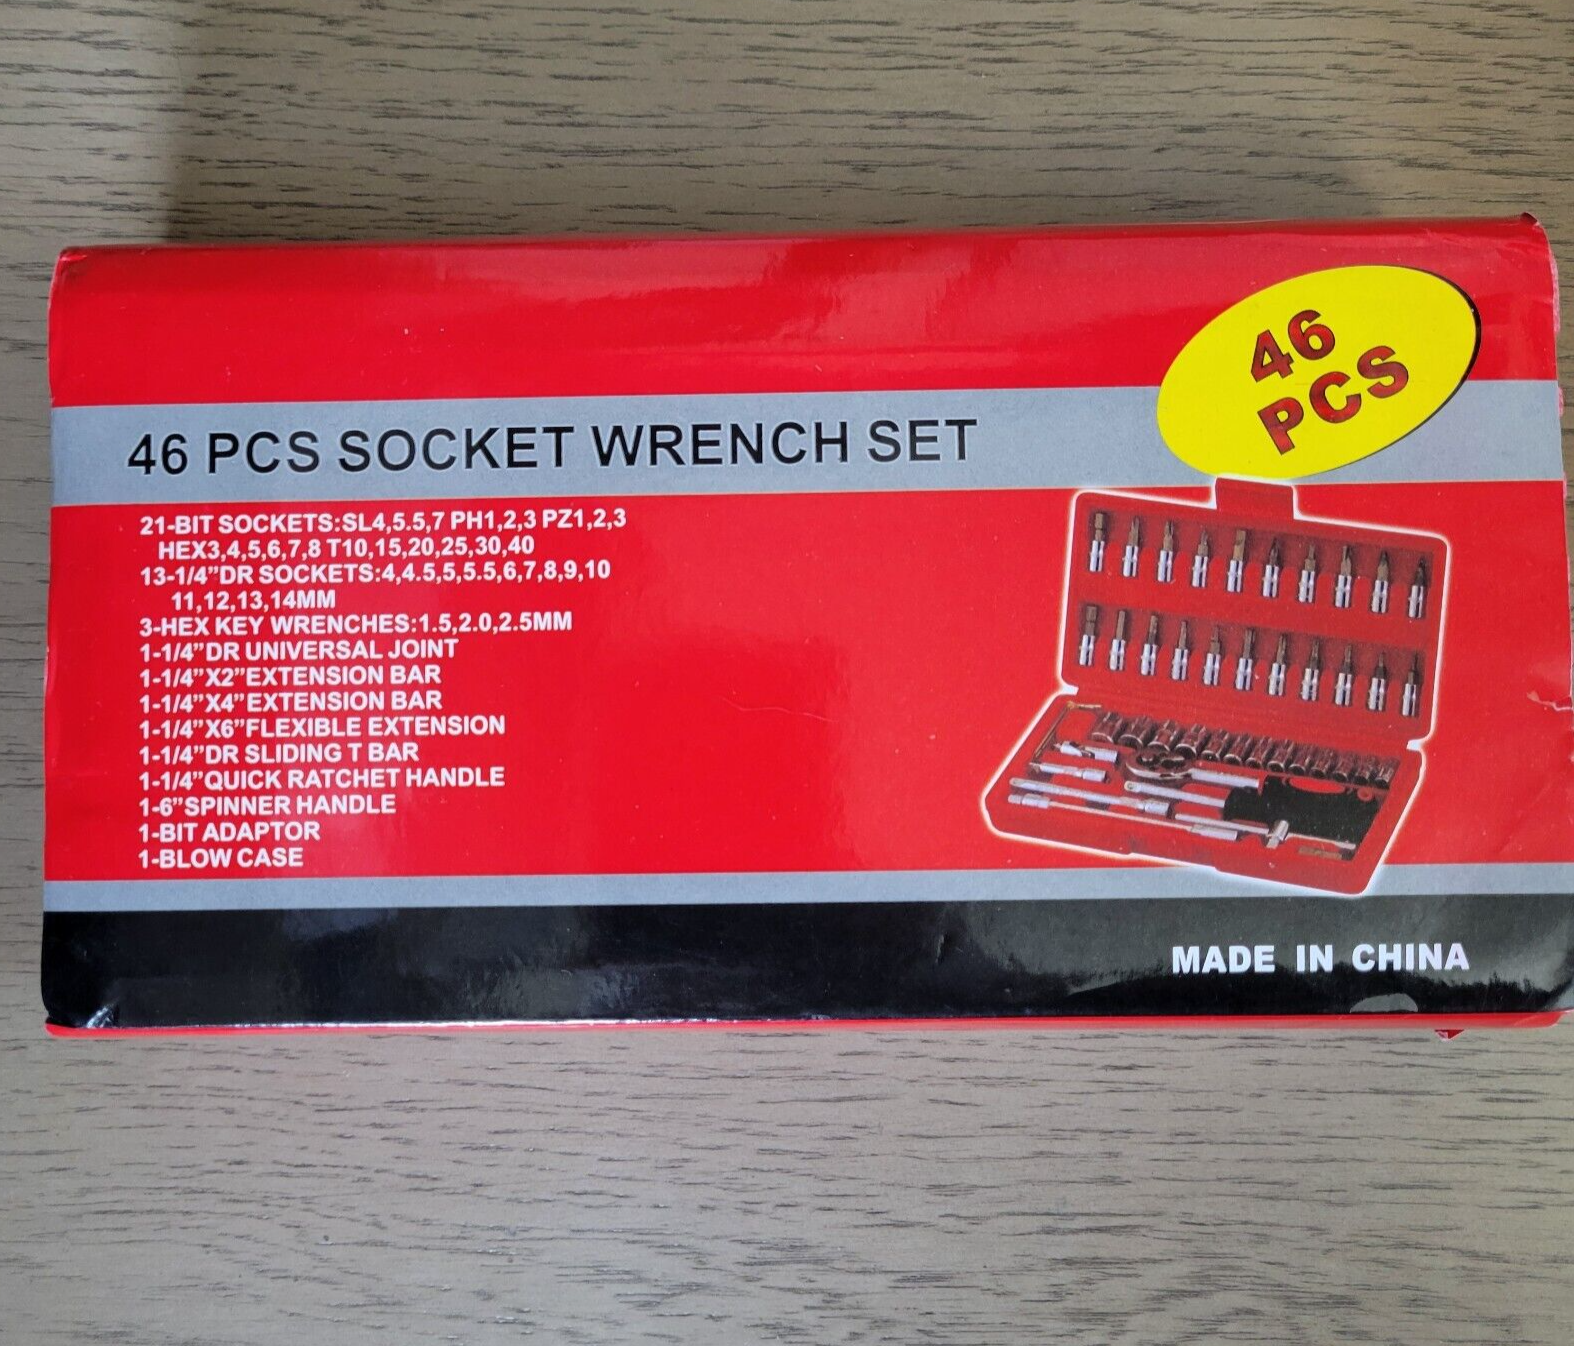 46
PCS
46 PCS SOCKET WRENCH SET
21-BIT SOCKETS:SL4,5.5,7 PH1,2,3 PZ1,2,3
HEX3,4,5,6,7,8 T10,15,20,25,30,40
13-1/4”DR SOCKETS:4,4.5,5,5.5,6,7,8,9,10
11,12,13,14MM
3-HEX KEY WRENCHES:1.5,2.0,2.5MM
1-1/4”DR UNIVERSAL JOINT
1-1/4”X2”EXTENSION BAR
1-1/4”X4”EXTENSION BAR
1-1/4”X6”FLEXIBLE EXTENSION
1-1/4”DR SLIDING T BAR
1-1/4”QUICK RATCHET HANDLE
1-6”SPINNER HANDLE
1-BIT ADAPTOR
1-BLOW CASE
MADE IN CHINA